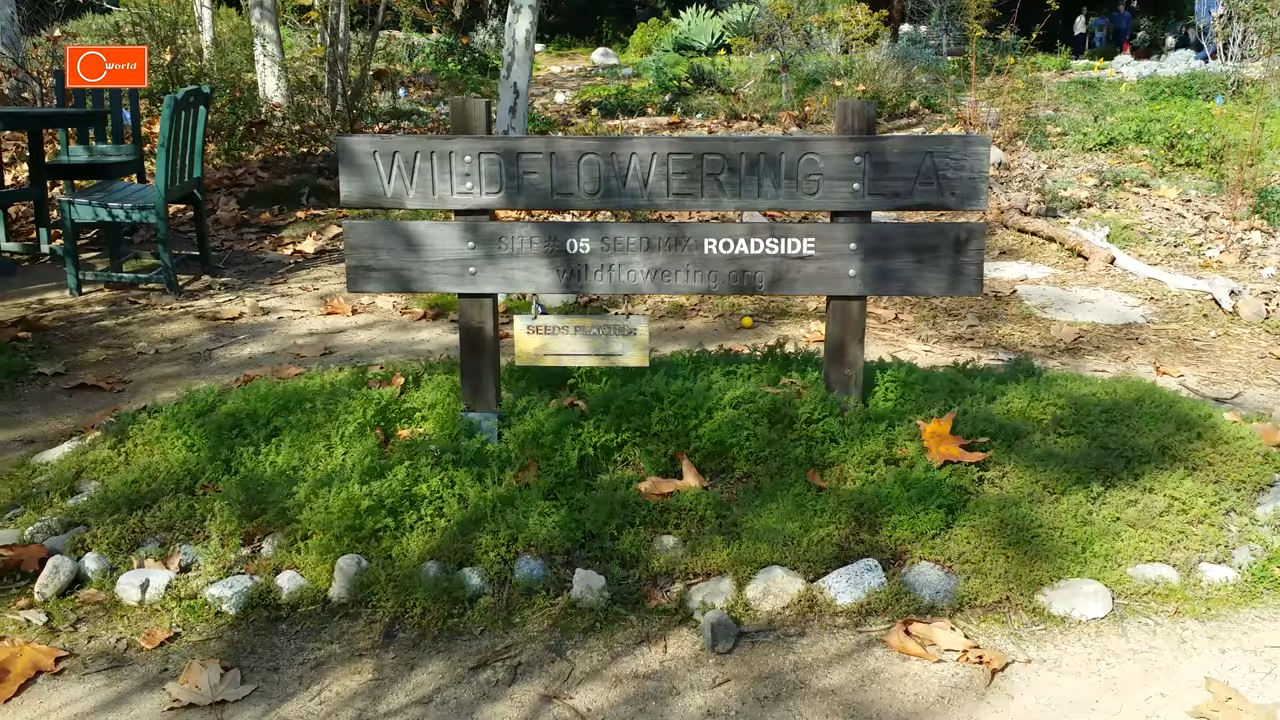 World
WILDFLOWERING L.A.
SITE# 05 SEED MIX: ROADSIDE
wildflowering.org
SEEDS PLANTED: